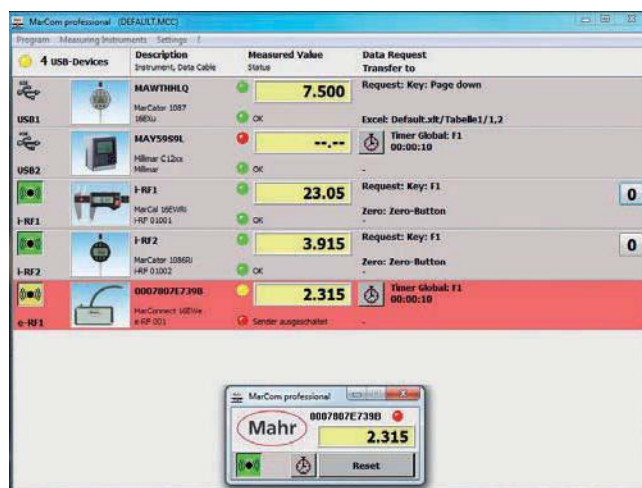 MarCom professional (DEFAULT.MCC)
Program Measuring Instruments Settings ?
4 USB-Devices Description Measured Value Data Request
Instrument, Data Cable Status Transfer to
MAWTHHLQ 7.500 Request: Key: Page down
MarCator 1087
16EXu OK Excel: Default.xlt/Tabelle1/1,2
USB1
MAY59S9L --.-- Timer Global: F1
00:00:10
Millimar C12xx
Millimar OK -
USB2
i-RF1 23.05 Request: Key: F1
0
MarCal 16EWRi Zero: Zero-Button
i-RF 01001 OK -
i-RF1
i-RF2 3.915 Request: Key: F1
0
MarCator 1086Ri Zero: Zero-Button
i-RF 01002 OK -
i-RF2
0007807E739B 2.315 Timer Global: F1
00:00:10
MarConnect 16EWe
e-RF 001 Sender ausgeschaltet -
e-RF1
MarCom professional
0007807E739B
Mahr 2.315
Reset